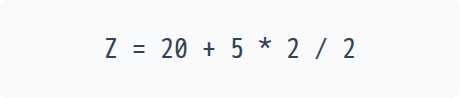 Z = 20 + 5 * 2 / 2